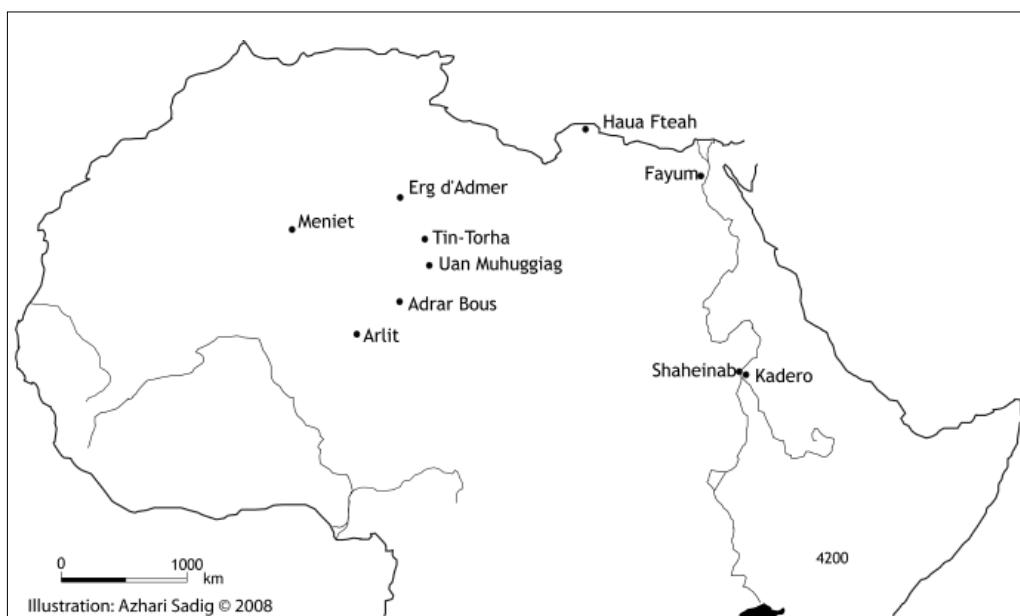 Haua Fteah
Fayum
Erg d'Admer
Meniet
Tin-Torha
Uan Muhuggiag
Adrar Bous
Arlit
Shaheinab
Kadero
4200
0 1000
km
Illustration: Azhari Sadig © 2008